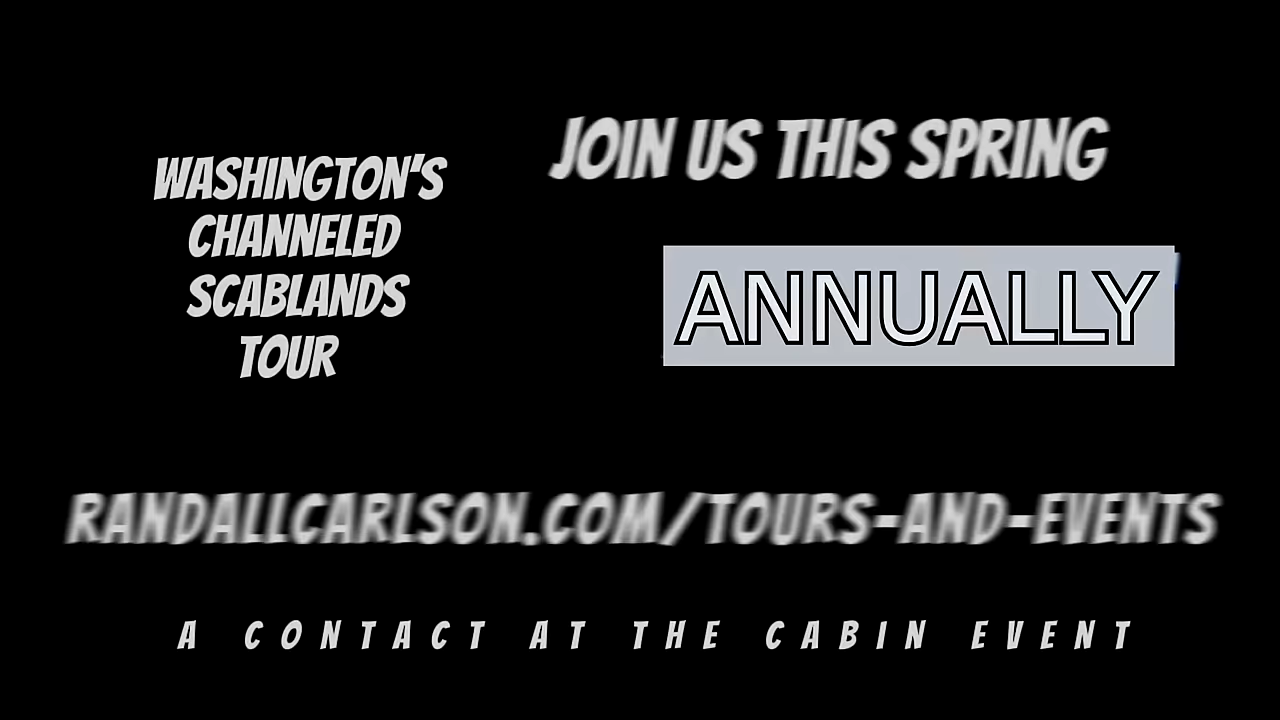 WASHINGTON'S
CHANNELED
SCABLANDS
TOUR
JOIN US THIS SPRING
ANNUALLY
RANDALLCARLSON.COM/TOURS-AND-EVENTS
A CONTACT AT THE CABIN EVENT